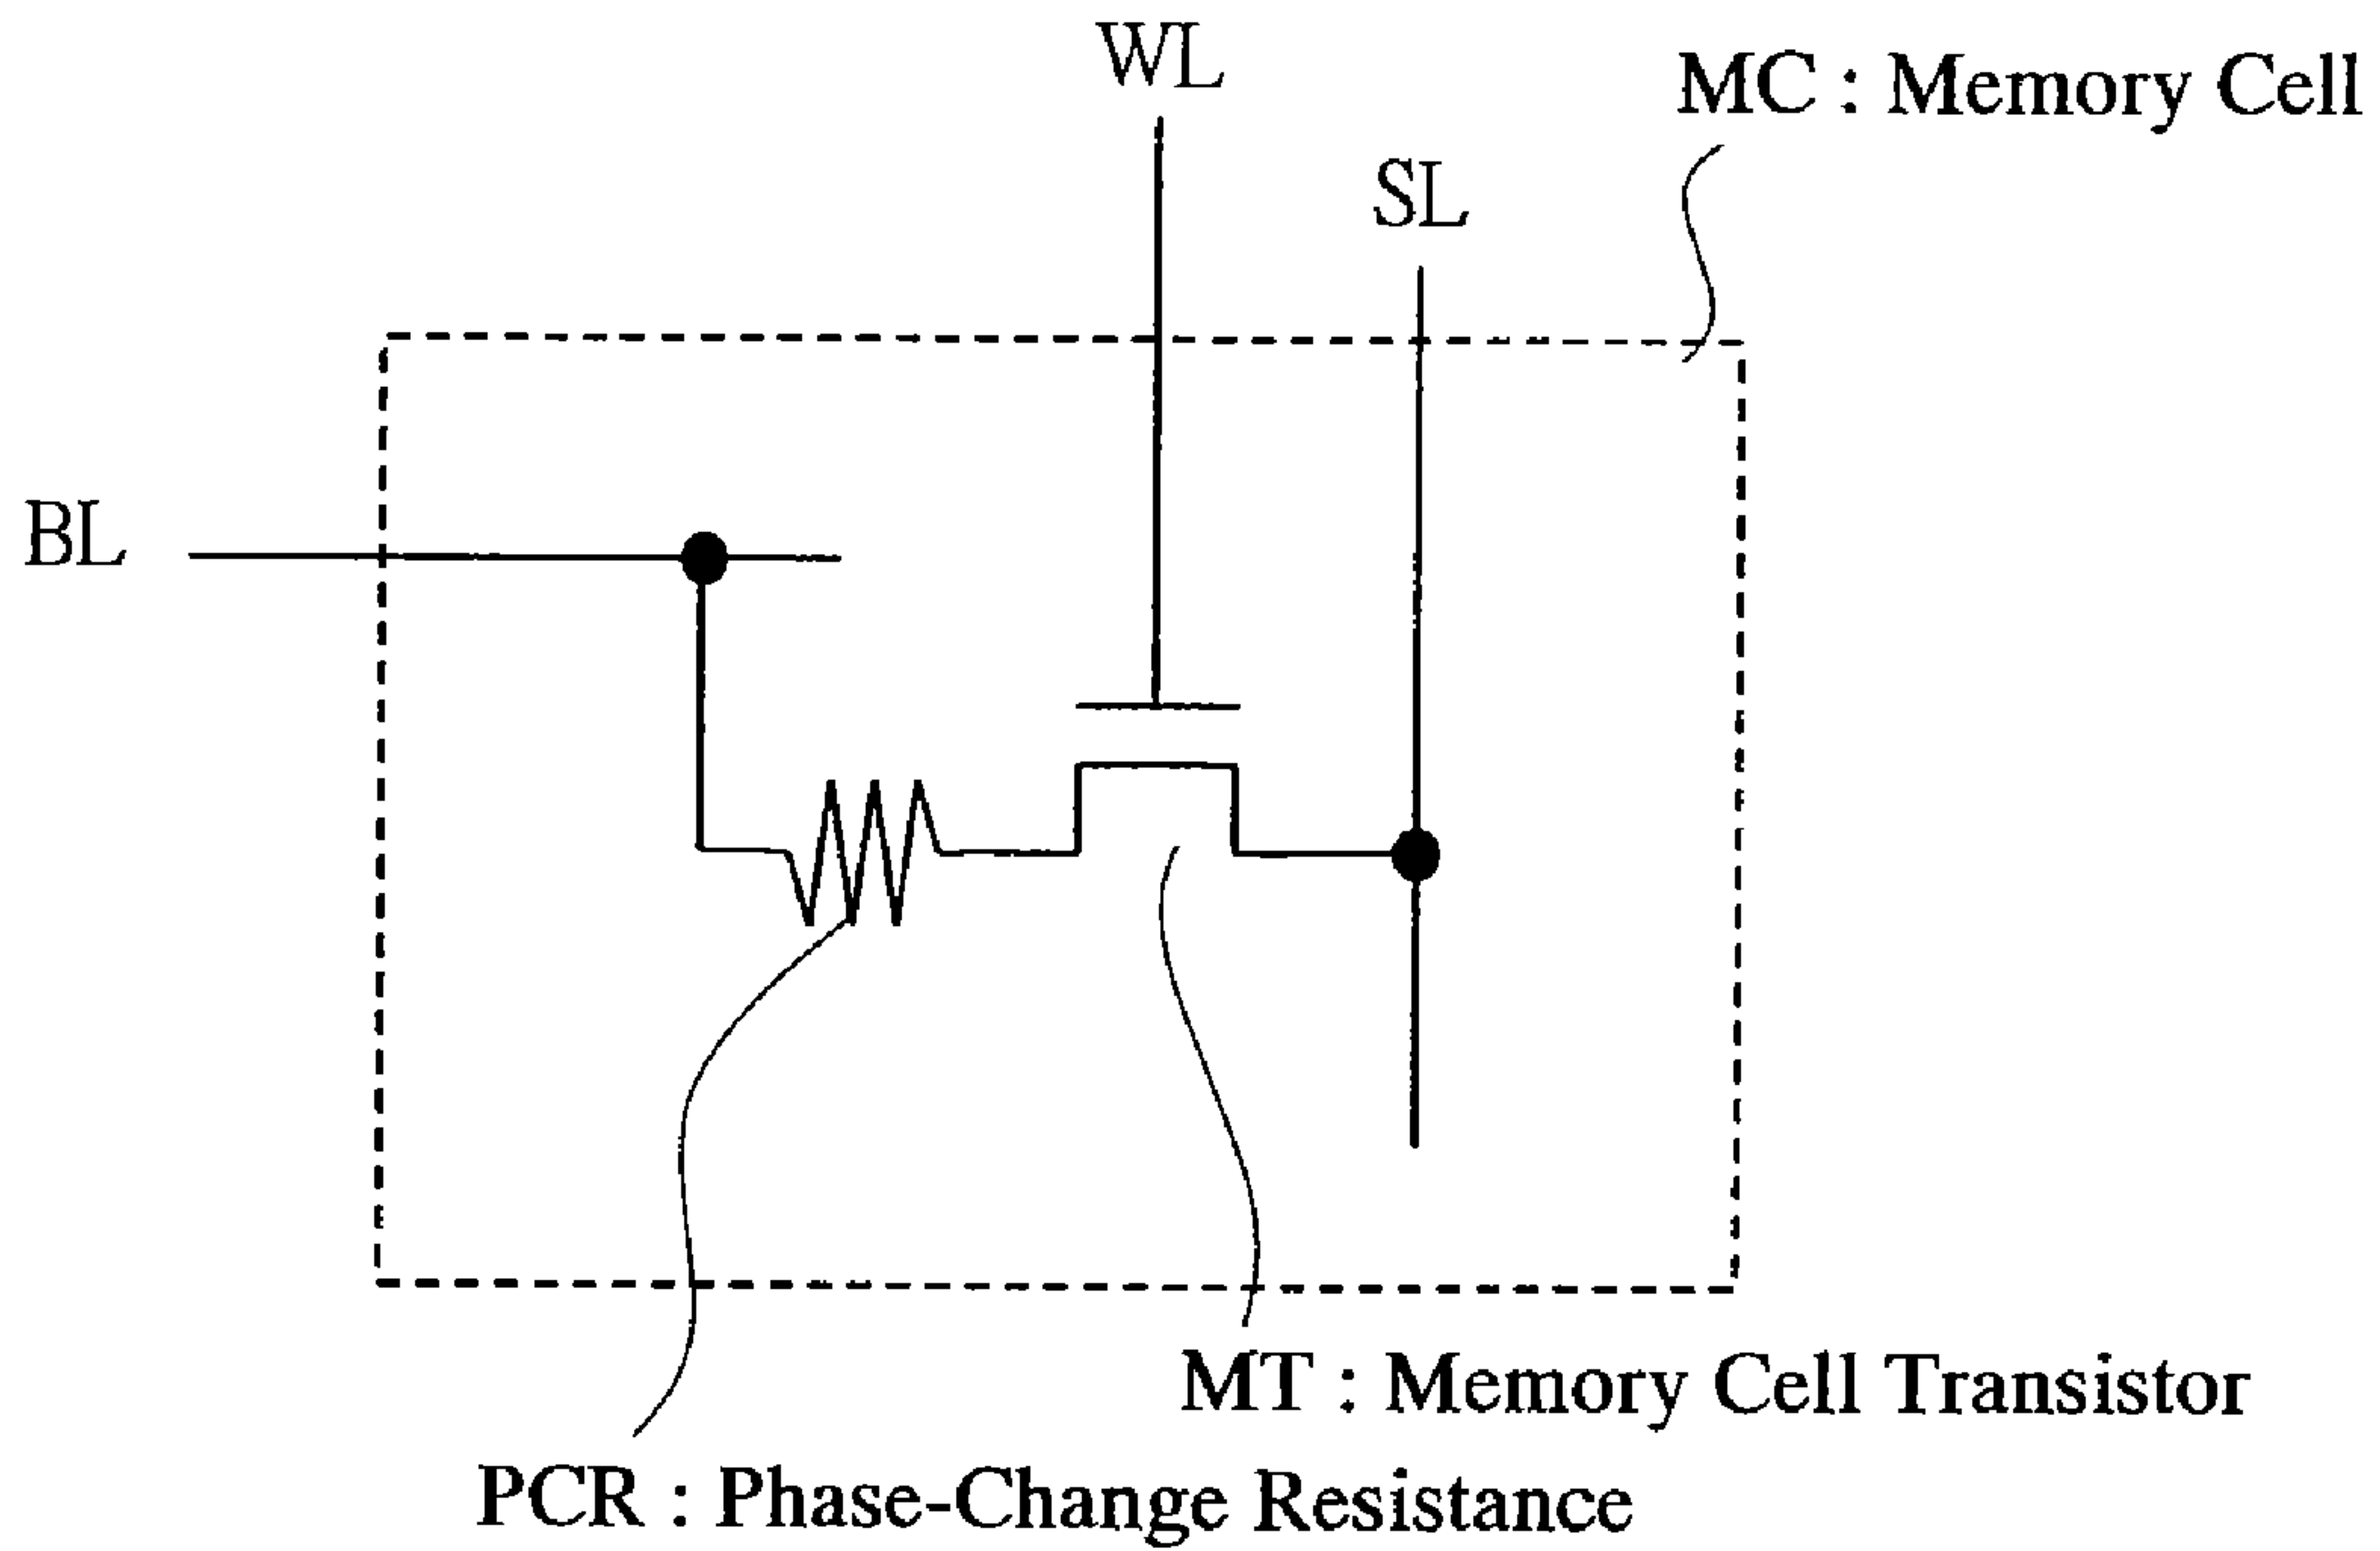 WL
MC : Memory Cell
SL
BL
MT : Memory Cell Transistor
PCR : Phase-Change Resistance